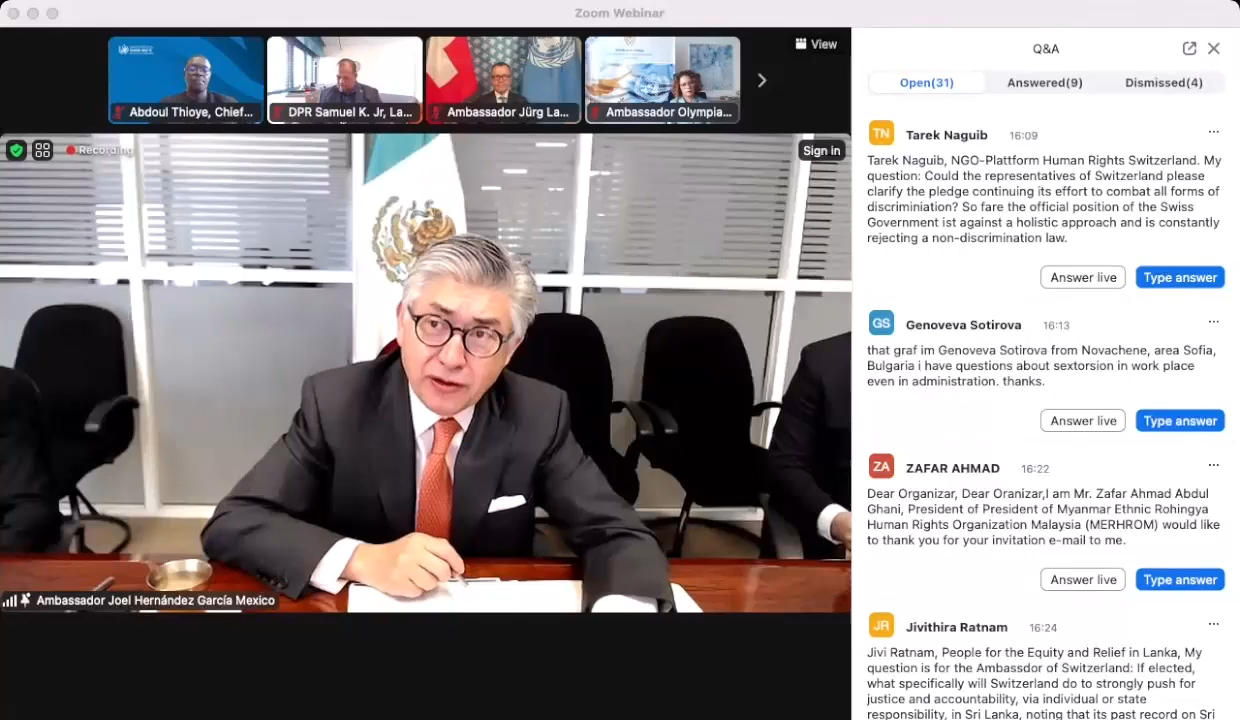 Zoom Webinar
View
Abdoul Thioye, Chief...
DPR Samuel K. Jr, La...
Ambassador Jürg La...
Ambassador Olympia...
Recording
Sign in
Ambassador Joel Hernández García Mexico
Q&A
Open(31)
Answered(9)
Dismissed(4)
TN
Tarek Naguib
16:09
Tarek Naguib, NGO-Plattform Human Rights Switzerland. My
question: Could the representatives of Switzerland please
clarify the pledge continuing its effort to combat all forms of
discriminiation? So fare the official position of the Swiss
Government ist against a holistic approach and is constantly
rejecting a non-discrimination law.
Answer live
Type answer
GS
Genoveva Sotirova
16:13
that graf im Genoveva Sotirova from Novachene, area Sofia,
Bulgaria i have questions about sextorsion in work place
even in administration. thanks.
Answer live
Type answer
ZA
ZAFAR AHMAD
16:22
Dear Organizar, Dear Oranizar,I am Mr. Zafar Ahmad Abdul
Ghani, President of President of Myanmar Ethnic Rohingya
Human Rights Organization Malaysia (MERHROM) would like
to thank you for your invitation e-mail to me.
Answer live
Type answer
JR
Jivithira Ratnam
16:24
Jivi Ratnam, People for the Equity and Relief in Lanka, My
question is for the Ambassdor of Switzerland: If elected,
what specifically will Switzerland do to strongly push for
justice and accountability, via individual or state
responsibility, in Sri Lanka, noting that its past record on Sri